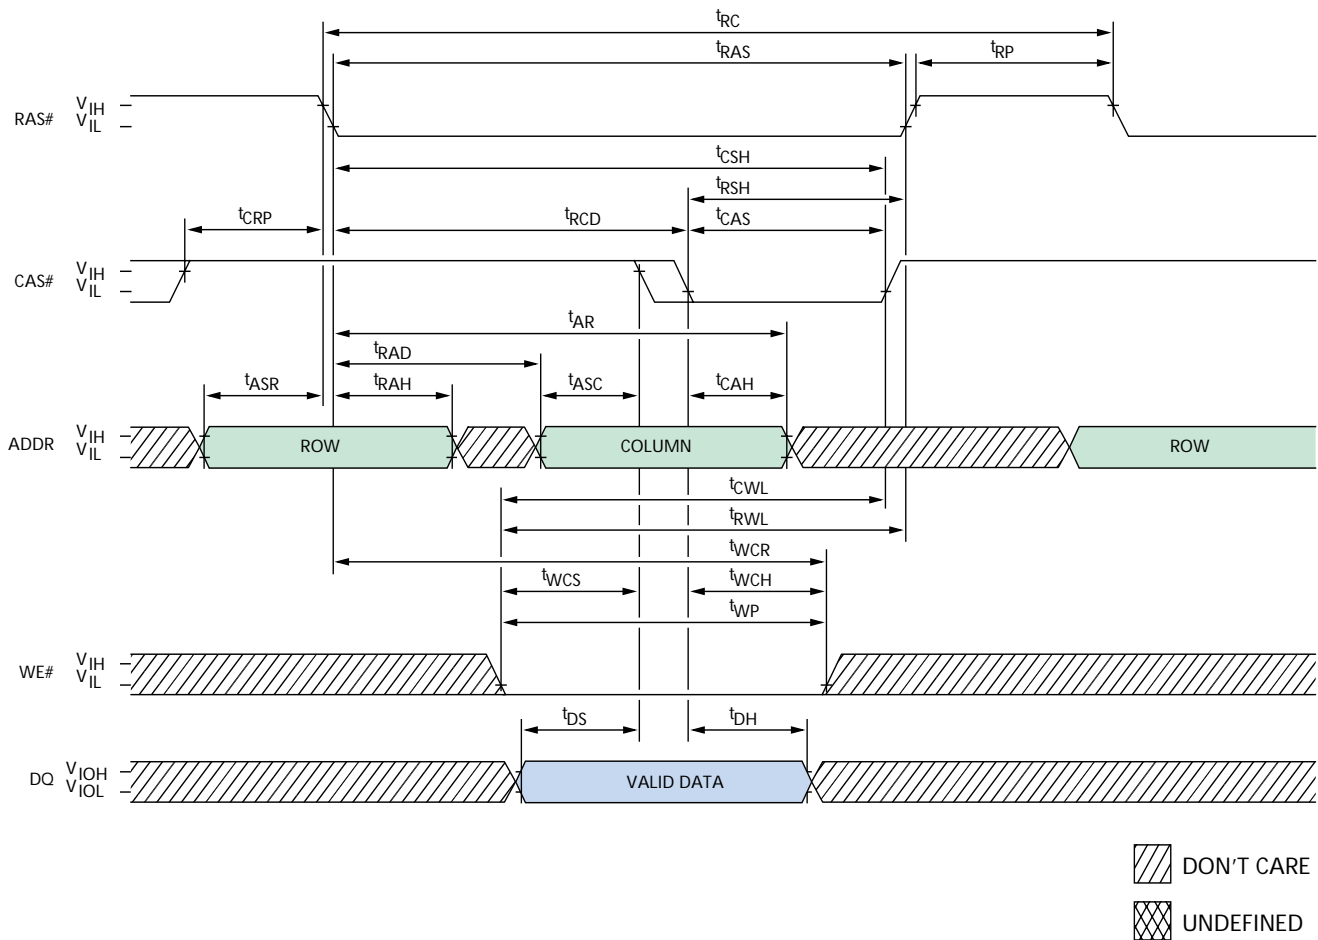 tRC
tRAS
tRP
RAS#
VIH
VIL
tCSH
tRSH
tCRP
tRCD
tCAS
CAS#
VIH
VIL
tAR
tRAD
tASR
tRAH
tASC
tCAH
ADDR
VIH
VIL
ROW
COLUMN
ROW
tCWL
tRWL
tWCR
tWCS
tWCH
tWP
WE#
VIH
VIL
tDS
tDH
DQ
VIOH
VIOL
VALID DATA
DON'T CARE
UNDEFINED